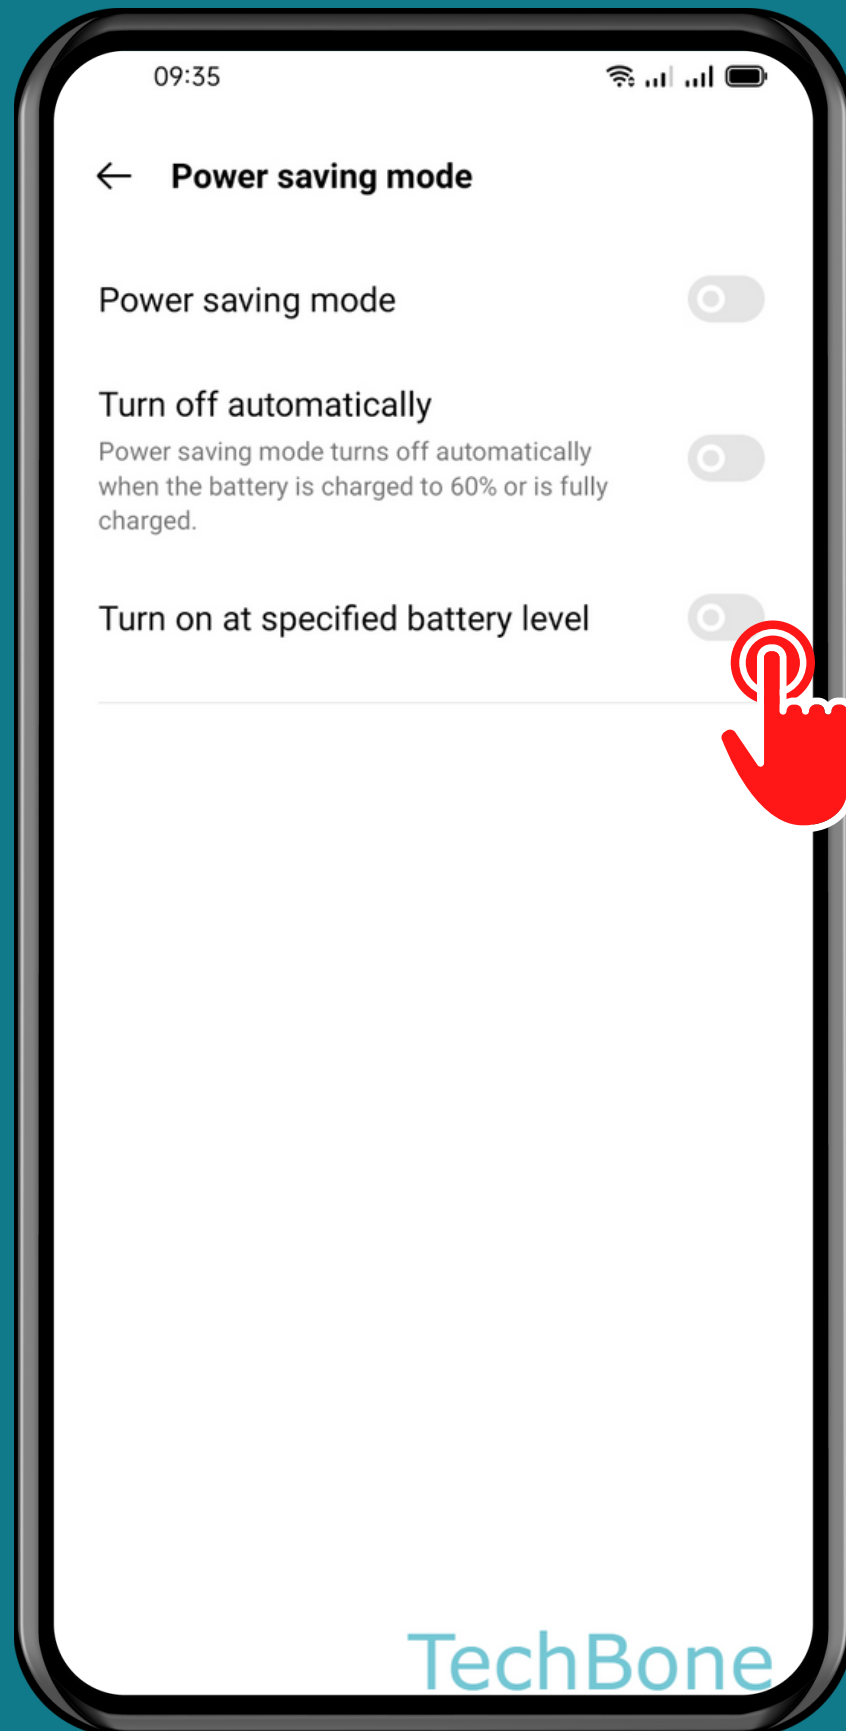 09:35
Power saving mode
Power saving mode
Turn off automatically
Power saving mode turns off automatically
when the battery is charged to 60% or is fully
charged.
Turn on at specified battery level
TechBone